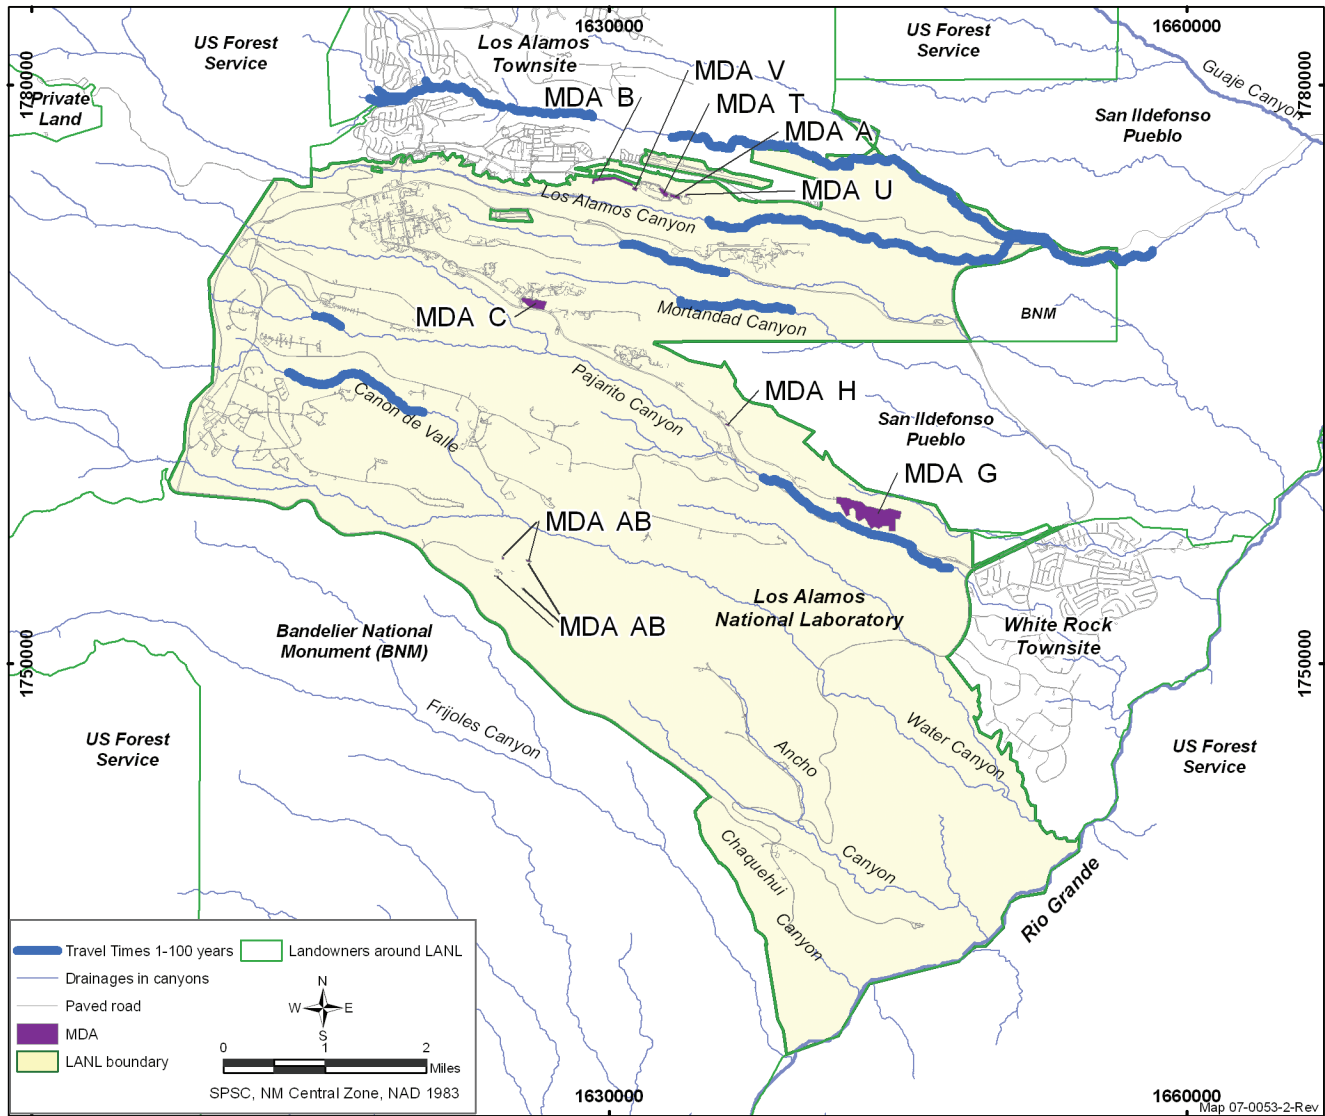 1630000
1660000
US Forest
Service
Los Alamos
Townsite
US Forest
Service
MDA V
Guaje Canyon
1780000
Private
Land
MDA B
MDA T
San Ildefonso
Pueblo
1780000
MDA A
MDA U
Los Alamos Canyon
MDA C
Mortandad Canyon
BNM
Pajarito Canyon
MDA H
Canon de Valle
San Ildefonso
Pueblo
MDA G
MDA AB
Los Alamos
National Laboratory
MDA AB
White Rock
Townsite
Bandelier National
Monument (BNM)
1750000
1750000
Frijoles Canyon
Water Canyon
US Forest
Service
US Forest
Service
Ancho
Canyon
Chaquehui
Canyon
Rio Grande
Travel Times 1-100 years
Landowners around LANL
Drainages in canyons
Paved road
MDA
LANL boundary
N
W
E
S
0
1
2
Miles
SPSC, NM Central Zone, NAD 1983
1630000
1660000
Map 07-0053-2-Rev